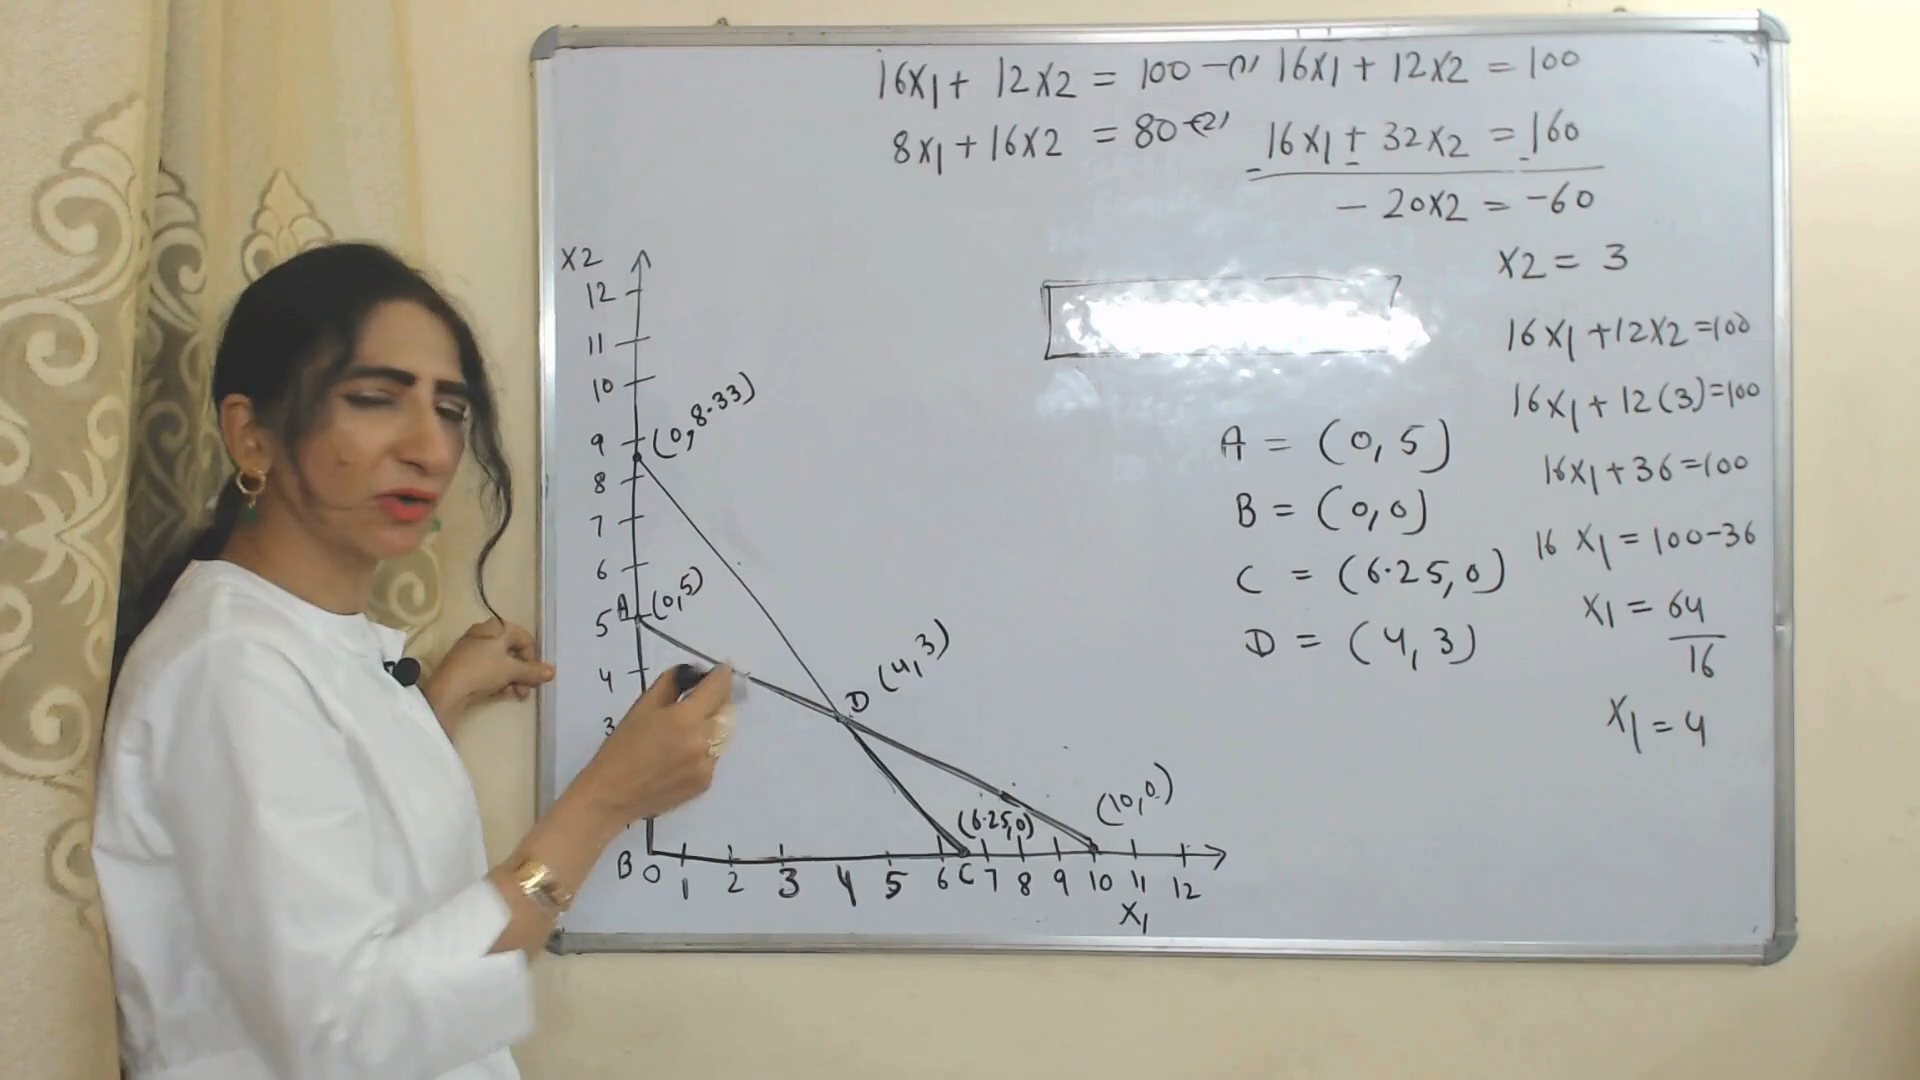 16x1 + 12x2 = 100 -(1)
8x1 + 16x2 = 80 -(2)
16x1 + 12x2 = 100
16x1 + 32x2 = 160
- - -
- 20x2 = -60
x2 = 3
16x1 + 12x2 = 100
16x1 + 12(3) = 100
16x1 + 36 = 100
16 x1 = 100-36
x1 = 64
16
x1 = 4
A = (0,5)
B = (0,0)
C = (6.25,0)
D = (4,3)
x2
12
11
10
9 (0,8.33)
8
7
6
5 A (0,5)
4
3
D (4,3)
(6.25,0)
(10,0)
B 0 1 2 3 4 5 6 C 7 8 9 10 11 12
x1